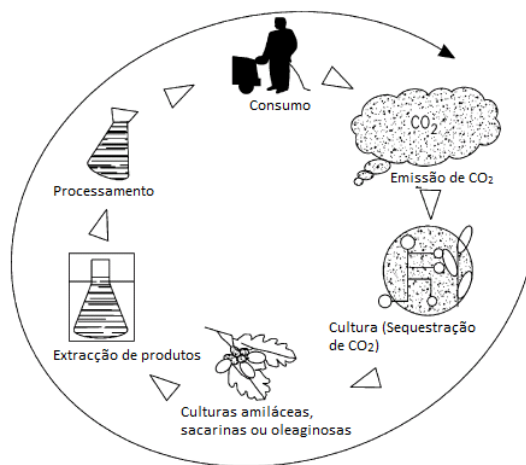 Consumo
CO₂
Emissão de CO₂
Cultura (Sequestração
de CO₂)
Culturas amiláceas,
sacarinas ou oleaginosas
Extracção de produtos
Processamento